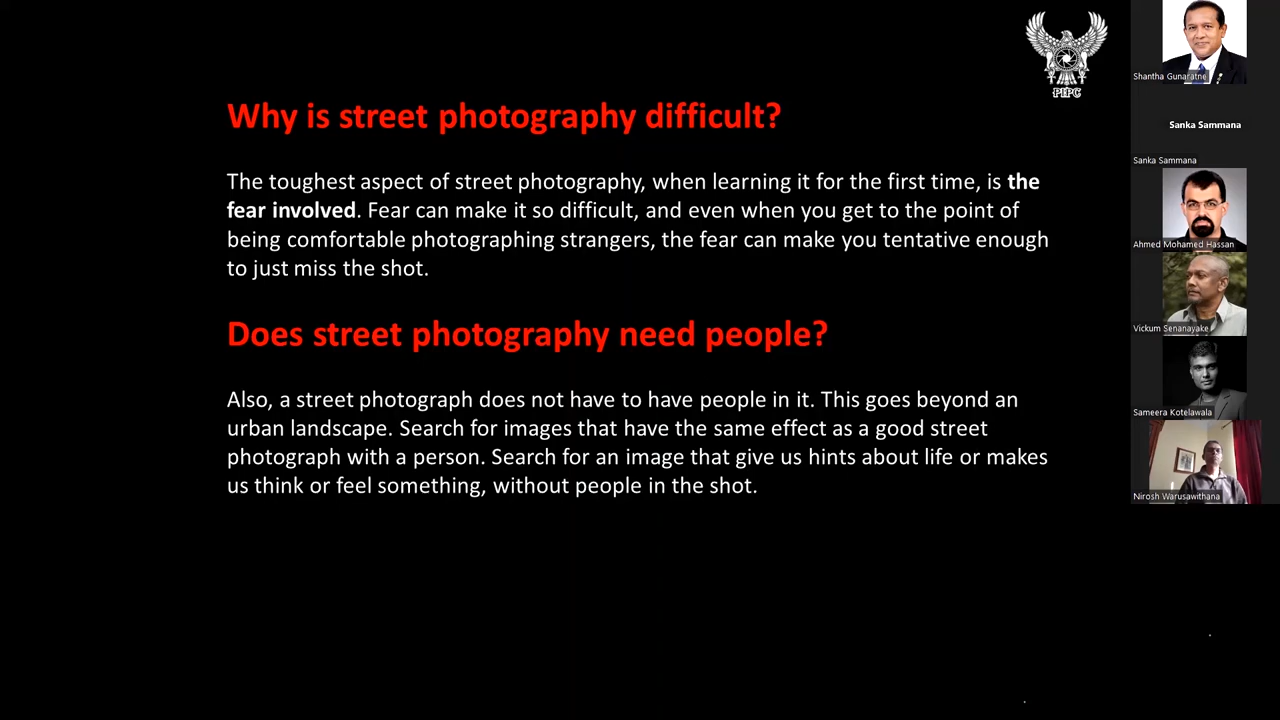 PIPC
Why is street photography difficult?
The toughest aspect of street photography, when learning it for the first time, is the
fear involved. Fear can make it so difficult, and even when you get to the point of
being comfortable photographing strangers, the fear can make you tentative enough
to just miss the shot.
Does street photography need people?
Also, a street photograph does not have to have people in it. This goes beyond an
urban landscape. Search for images that have the same effect as a good street
photograph with a person. Search for an image that give us hints about life or makes
us think or feel something, without people in the shot.
Shantha Gunaratne
Sanka Sammana
Sanka Sammana
Ahmed Mohamed Hassan
Vickum Senanayake
Sameera Kotelawala
Nirosh Warusawithana